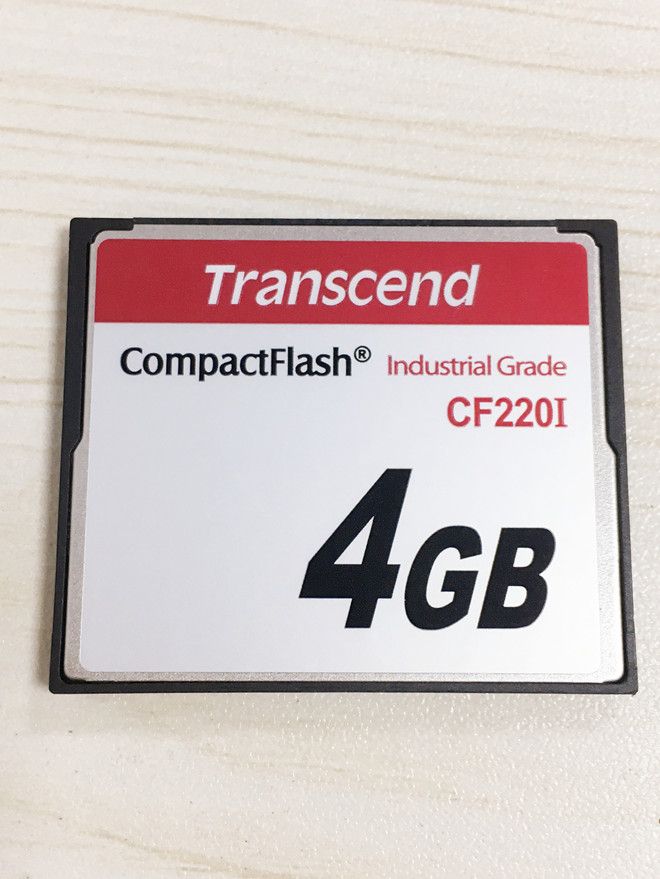 Transcend
CompactFlash® Industrial Grade
CF220I
4GB